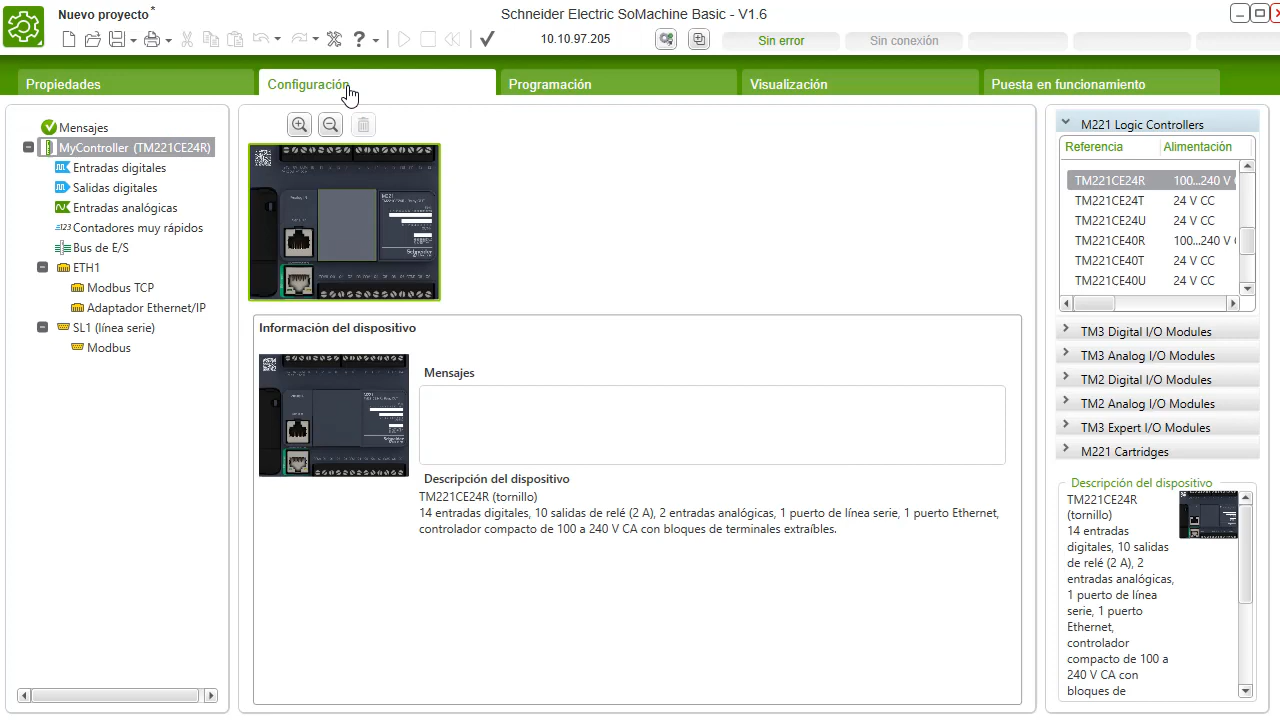 Nuevo proyecto *
Schneider Electric SoMachine Basic - V1.6
10.10.97.205
Sin error
Sin conexión
Propiedades
Configuración
Programación
Visualización
Puesta en funcionamiento
Mensajes
MyController (TM221CE24R)
Entradas digitales
Salidas digitales
Entradas analógicas
Contadores muy rápidos
Bus de E/S
ETH1
Modbus TCP
Adaptador Ethernet/IP
SL1 (línea serie)
Modbus
Información del dispositivo
Mensajes
Descripción del dispositivo
TM221CE24R (tornillo)
14 entradas digitales, 10 salidas de relé (2 A), 2 entradas analógicas, 1 puerto de línea serie, 1 puerto Ethernet,
controlador compacto de 100 a 240 V CA con bloques de terminales extraíbles.
M221 Logic Controllers
Referencia Alimentación
TM221CE24R 100...240 V
TM221CE24T 24 V CC
TM221CE24U 24 V CC
TM221CE40R 100...240 V
TM221CE40T 24 V CC
TM221CE40U 24 V CC
TM3 Digital I/O Modules
TM3 Analog I/O Modules
TM2 Digital I/O Modules
TM2 Analog I/O Modules
TM3 Expert I/O Modules
M221 Cartridges
Descripción del dispositivo
TM221CE24R
(tornillo)
14 entradas
digitales, 10 salidas
de relé (2 A), 2
entradas analógicas,
1 puerto de línea
serie, 1 puerto
Ethernet,
controlador
compacto de 100 a
240 V CA con
bloques de